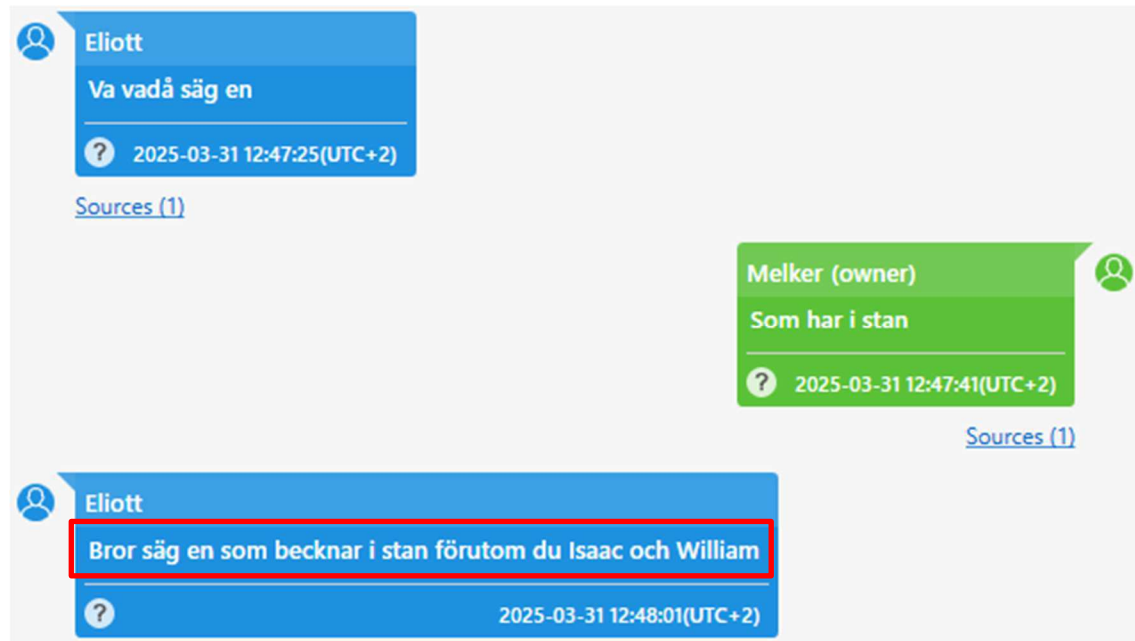 Eliott
Va vadå säg en
? 2025-03-31 12:47:25(UTC+2)
Sources (1)
Melker (owner)
Som har i stan
? 2025-03-31 12:47:41(UTC+2)
Sources (1)
Eliott
Bror säg en som becknar i stan förutom du Isaac och William
? 2025-03-31 12:48:01(UTC+2)